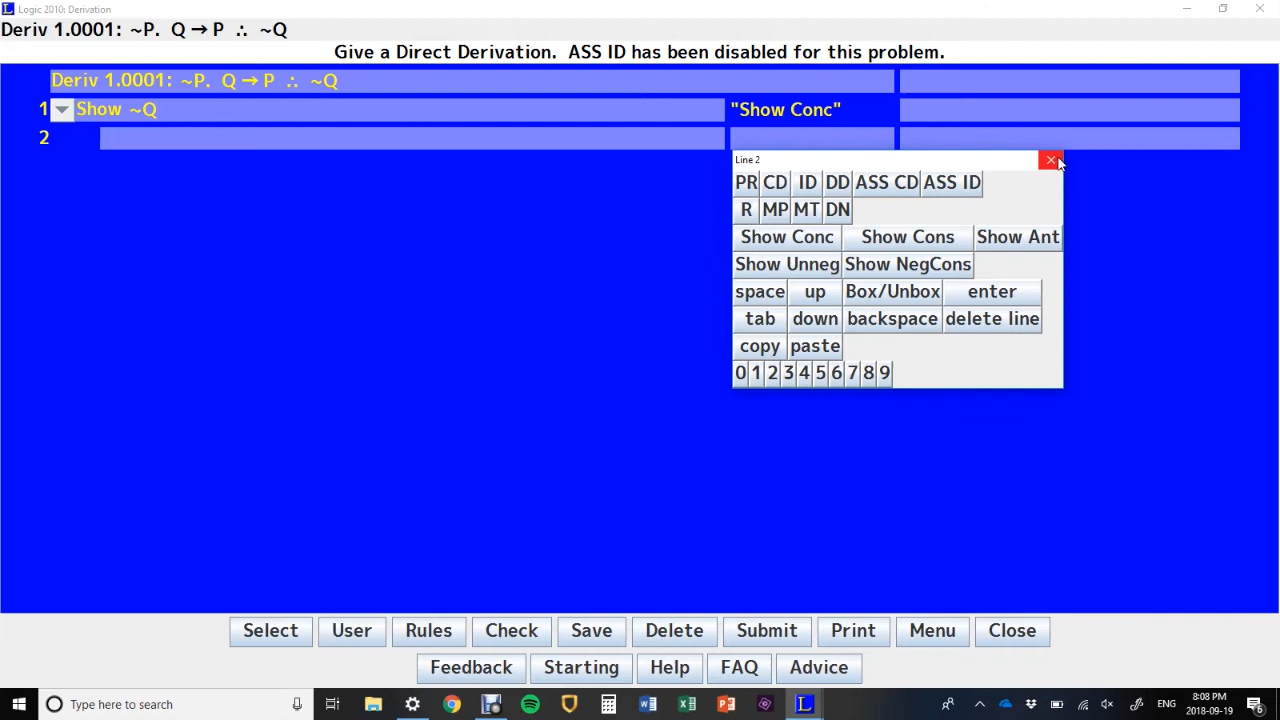 Logic 2010: Derivation
Deriv 1.0001: ~P. Q → P ∴ ~Q
Give a Direct Derivation. ASS ID has been disabled for this problem.
Deriv 1.0001: ~P. Q → P ∴ ~Q
1 Show ~Q "Show Conc"
2
Line 2
PR CD ID DD ASS CD ASS ID
R MP MT DN
Show Conc Show Cons Show Ant
Show Unneg Show NegCons
space up Box/Unbox enter
tab down backspace delete line
copy paste
0 1 2 3 4 5 6 7 8 9
Select User Rules Check Save Delete Submit Print Menu Close
Feedback Starting Help FAQ Advice
Type here to search ENG 8:08 PM
2018-09-19 6